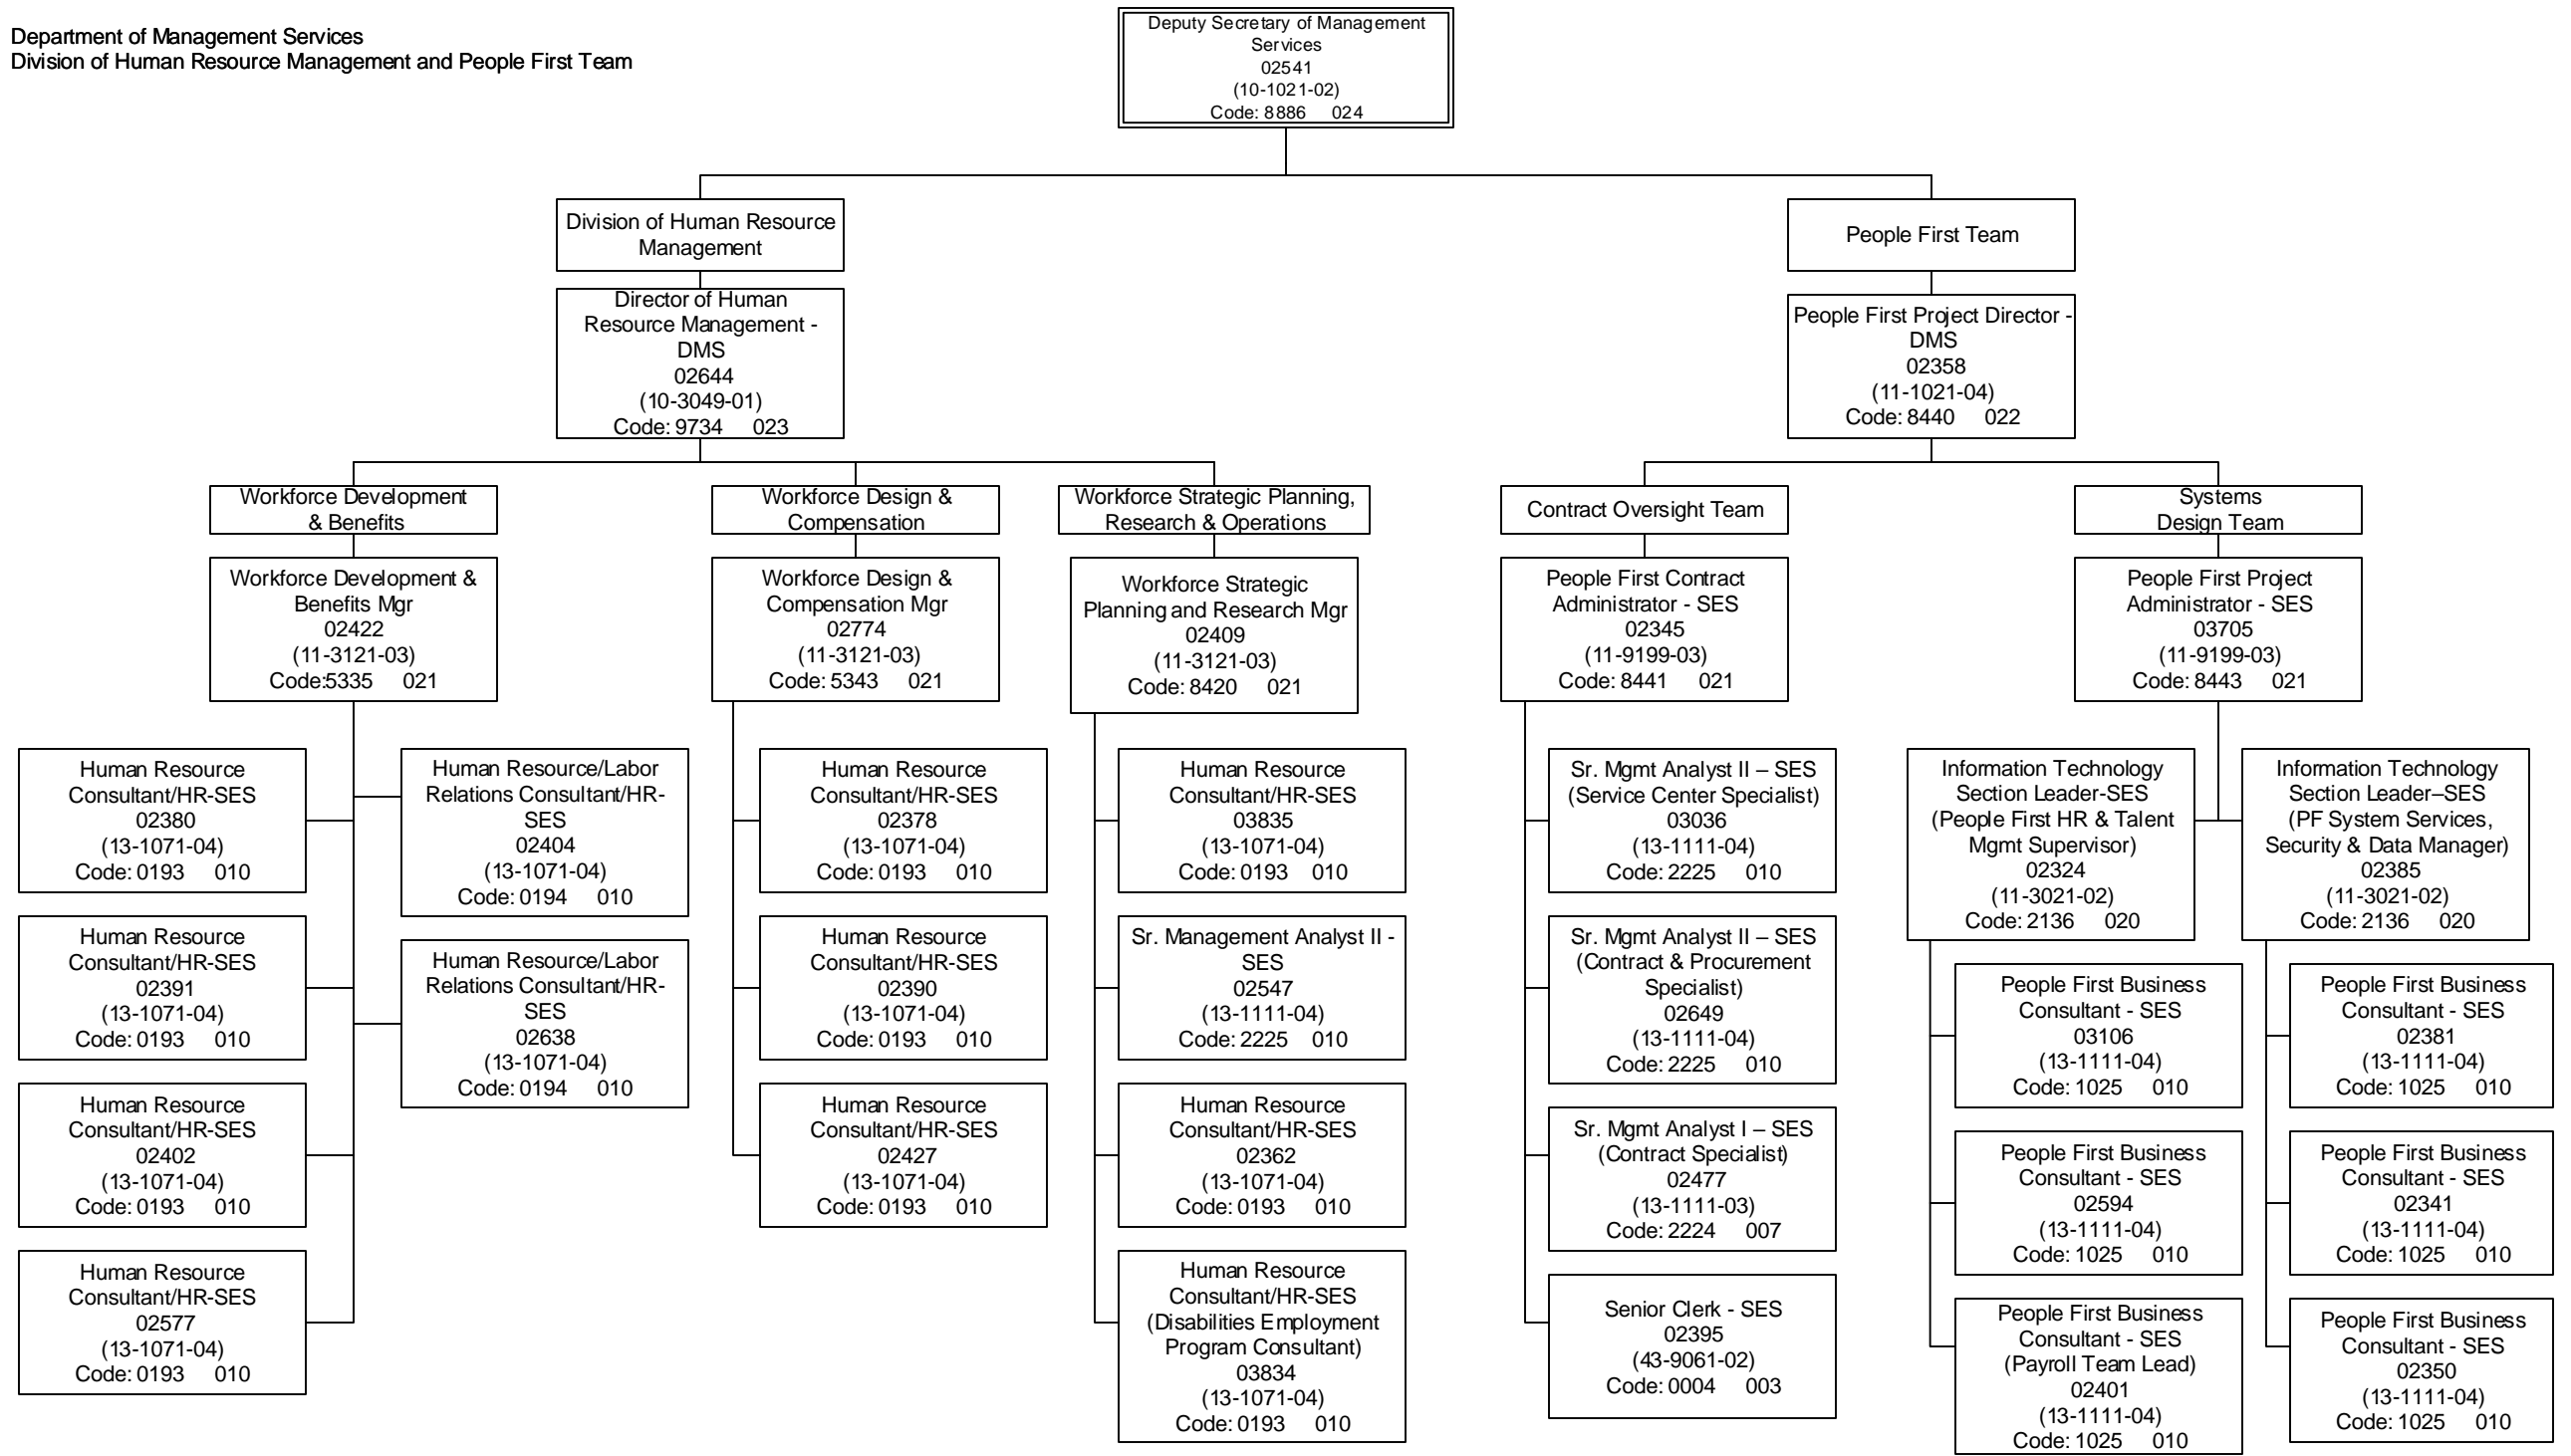 Department of Management Services
Division of Human Resource Management and People First Team
Deputy Secretary of Management
Services
02541
(10-1021-02)
Code: 8886 024
Division of Human Resource
Management
People First Team
Director of Human
Resource Management -
DMS
02644
(10-3049-01)
Code: 9734 023
People First Project Director -
DMS
02358
(11-1021-04)
Code: 8440 022
Workforce Development
& Benefits
Workforce Design &
Compensation
Workforce Strategic Planning,
Research & Operations
Contract Oversight Team
Systems
Design Team
Workforce Development &
Benefits Mgr
02422
(11-3121-03)
Code:5335 021
Workforce Design &
Compensation Mgr
02774
(11-3121-03)
Code: 5343 021
Workforce Strategic
Planning and Research Mgr
02409
(11-3121-03)
Code: 8420 021
People First Contract
Administrator - SES
02345
(11-9199-03)
Code: 8441 021
People First Project
Administrator - SES
03705
(11-9199-03)
Code: 8443 021
Human Resource
Consultant/HR-SES
02380
(13-1071-04)
Code: 0193 010
Human Resource
Consultant/HR-SES
02391
(13-1071-04)
Code: 0193 010
Human Resource
Consultant/HR-SES
02402
(13-1071-04)
Code: 0193 010
Human Resource
Consultant/HR-SES
02577
(13-1071-04)
Code: 0193 010
Human Resource/Labor
Relations Consultant/HR-
SES
02404
(13-1071-04)
Code: 0194 010
Human Resource/Labor
Relations Consultant/HR-
SES
02638
(13-1071-04)
Code: 0194 010
Human Resource
Consultant/HR-SES
02378
(13-1071-04)
Code: 0193 010
Human Resource
Consultant/HR-SES
02390
(13-1071-04)
Code: 0193 010
Human Resource
Consultant/HR-SES
02427
(13-1071-04)
Code: 0193 010
Human Resource
Consultant/HR-SES
03835
(13-1071-04)
Code: 0193 010
Sr. Management Analyst II -
SES
02547
(13-1111-04)
Code: 2225 010
Human Resource
Consultant/HR-SES
02362
(13-1071-04)
Code: 0193 010
Human Resource
Consultant/HR-SES
(Disabilities Employment
Program Consultant)
03834
(13-1071-04)
Code: 0193 010
Sr. Mgmt Analyst II – SES
(Service Center Specialist)
03036
(13-1111-04)
Code: 2225 010
Sr. Mgmt Analyst II – SES
(Contract & Procurement
Specialist)
02649
(13-1111-04)
Code: 2225 010
Sr. Mgmt Analyst I – SES
(Contract Specialist)
02477
(13-1111-03)
Code: 2224 007
Senior Clerk - SES
02395
(43-9061-02)
Code: 0004 003
Information Technology
Section Leader-SES
(People First HR & Talent
Mgmt Supervisor)
02324
(11-3021-02)
Code: 2136 020
People First Business
Consultant - SES
03106
(13-1111-04)
Code: 1025 010
People First Business
Consultant - SES
02594
(13-1111-04)
Code: 1025 010
People First Business
Consultant - SES
(Payroll Team Lead)
02401
(13-1111-04)
Code: 1025 010
Information Technology
Section Leader–SES
(PF System Services,
Security & Data Manager)
02385
(11-3021-02)
Code: 2136 020
People First Business
Consultant - SES
02381
(13-1111-04)
Code: 1025 010
People First Business
Consultant - SES
02341
(13-1111-04)
Code: 1025 010
People First Business
Consultant - SES
02350
(13-1111-04)
Code: 1025 010